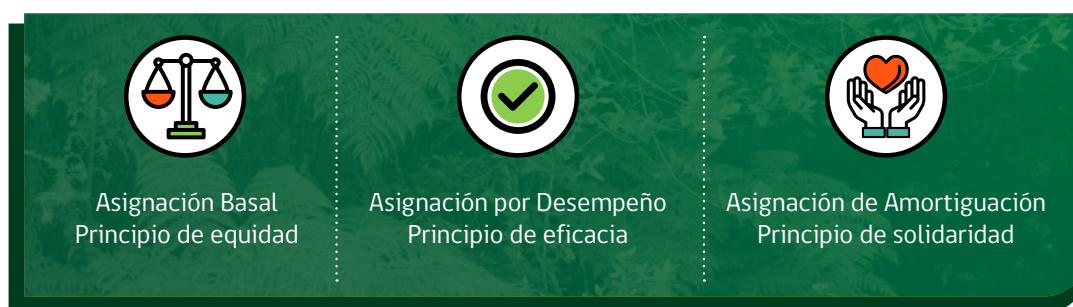 Asignación Basal
Principio de equidad
Asignación por Desempeño
Principio de eficacia
Asignación de Amortiguación
Principio de solidaridad